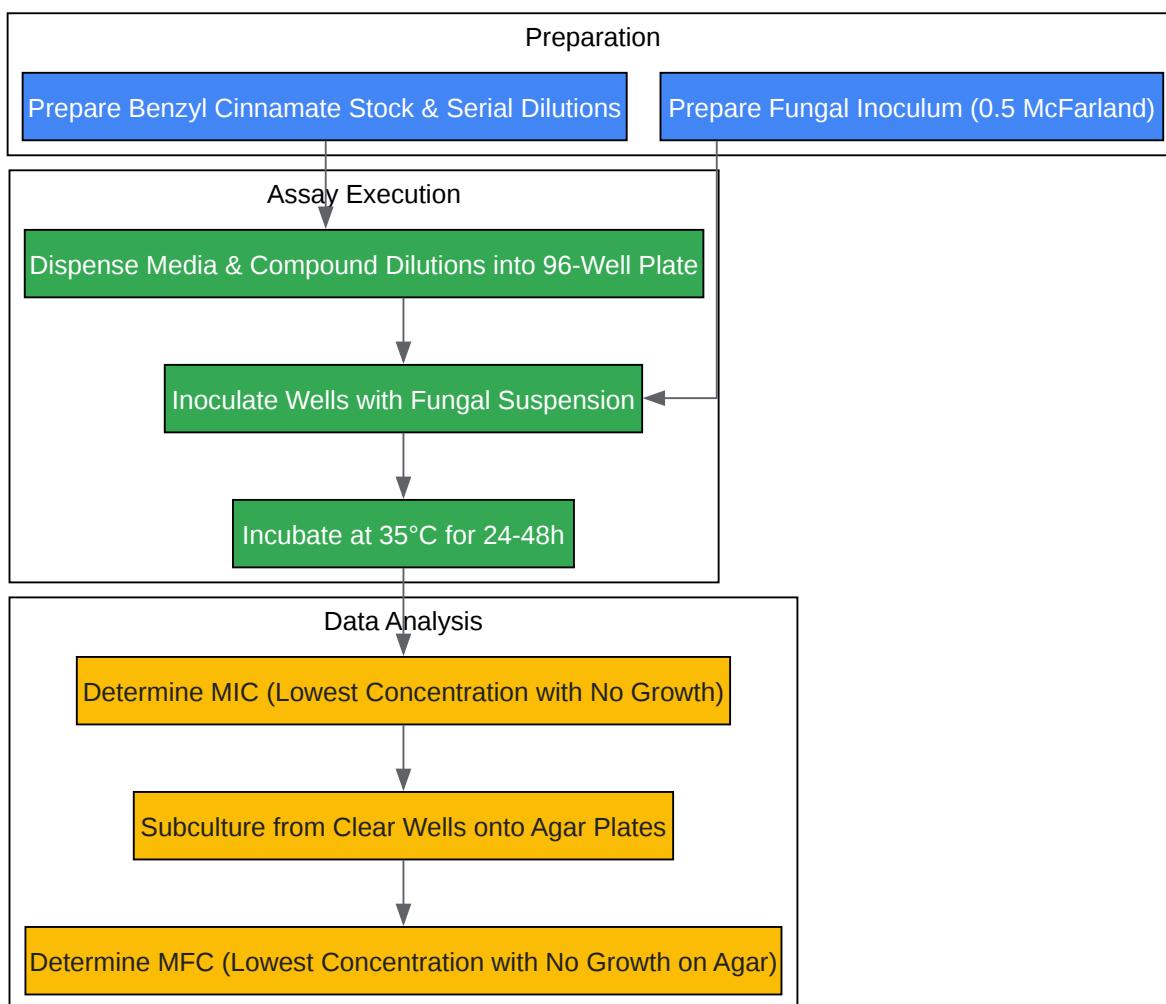 Preparation
Prepare Benzyl Cinnamate Stock & Serial Dilutions
Prepare Fungal Inoculum (0.5 McFarland)
Assay Execution
Dispense Media & Compound Dilutions into 96-Well Plate
Inoculate Wells with Fungal Suspension
Incubate at 35°C for 24-48h
Data Analysis
Determine MIC (Lowest Concentration with No Growth)
Subculture from Clear Wells onto Agar Plates
Determine MFC (Lowest Concentration with No Growth on Agar)